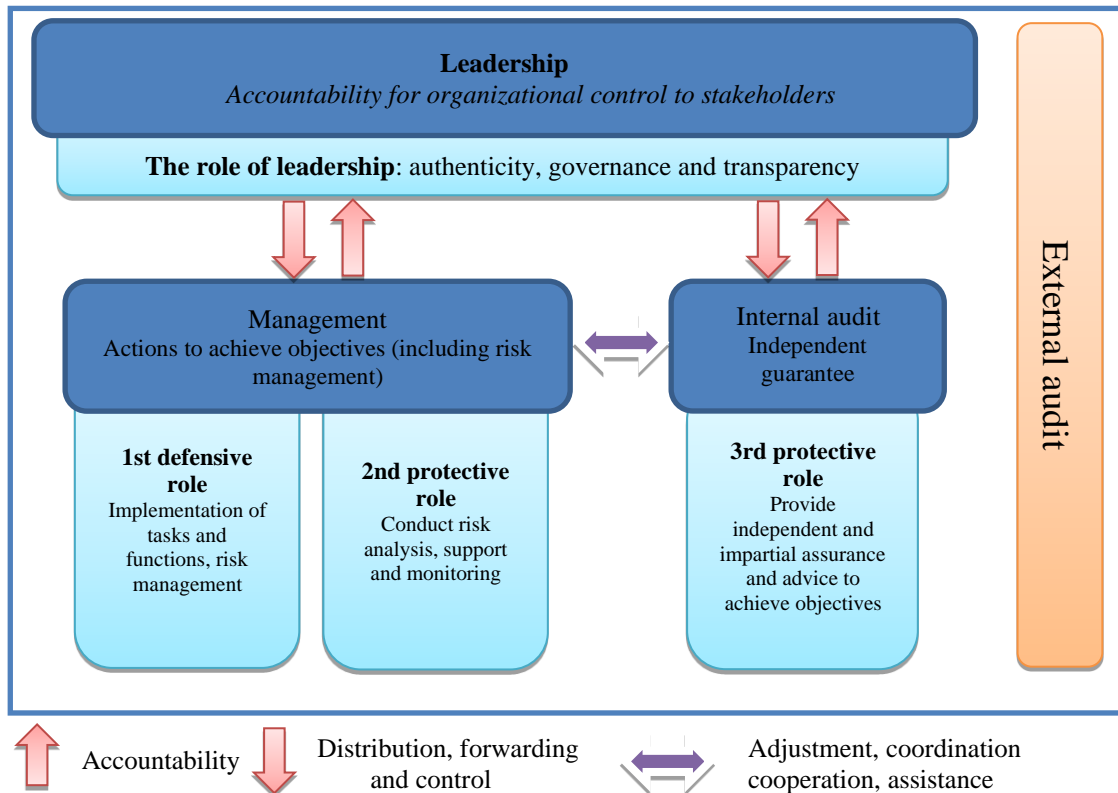 Leadership
Accountability for organizational control to stakeholders
The role of leadership: authenticity, governance and transparency
Management
Actions to achieve objectives (including risk
management)
Internal audit
Independent
guarantee
1st defensive
role
Implementation of
tasks and
functions, risk
management
2nd protective
role
Conduct risk
analysis, support
and monitoring
3rd protective
role
Provide
independent and
impartial assurance
and advice to
achieve objectives
External audit
Accountability
Distribution, forwarding
and control
Adjustment, coordination
cooperation, assistance